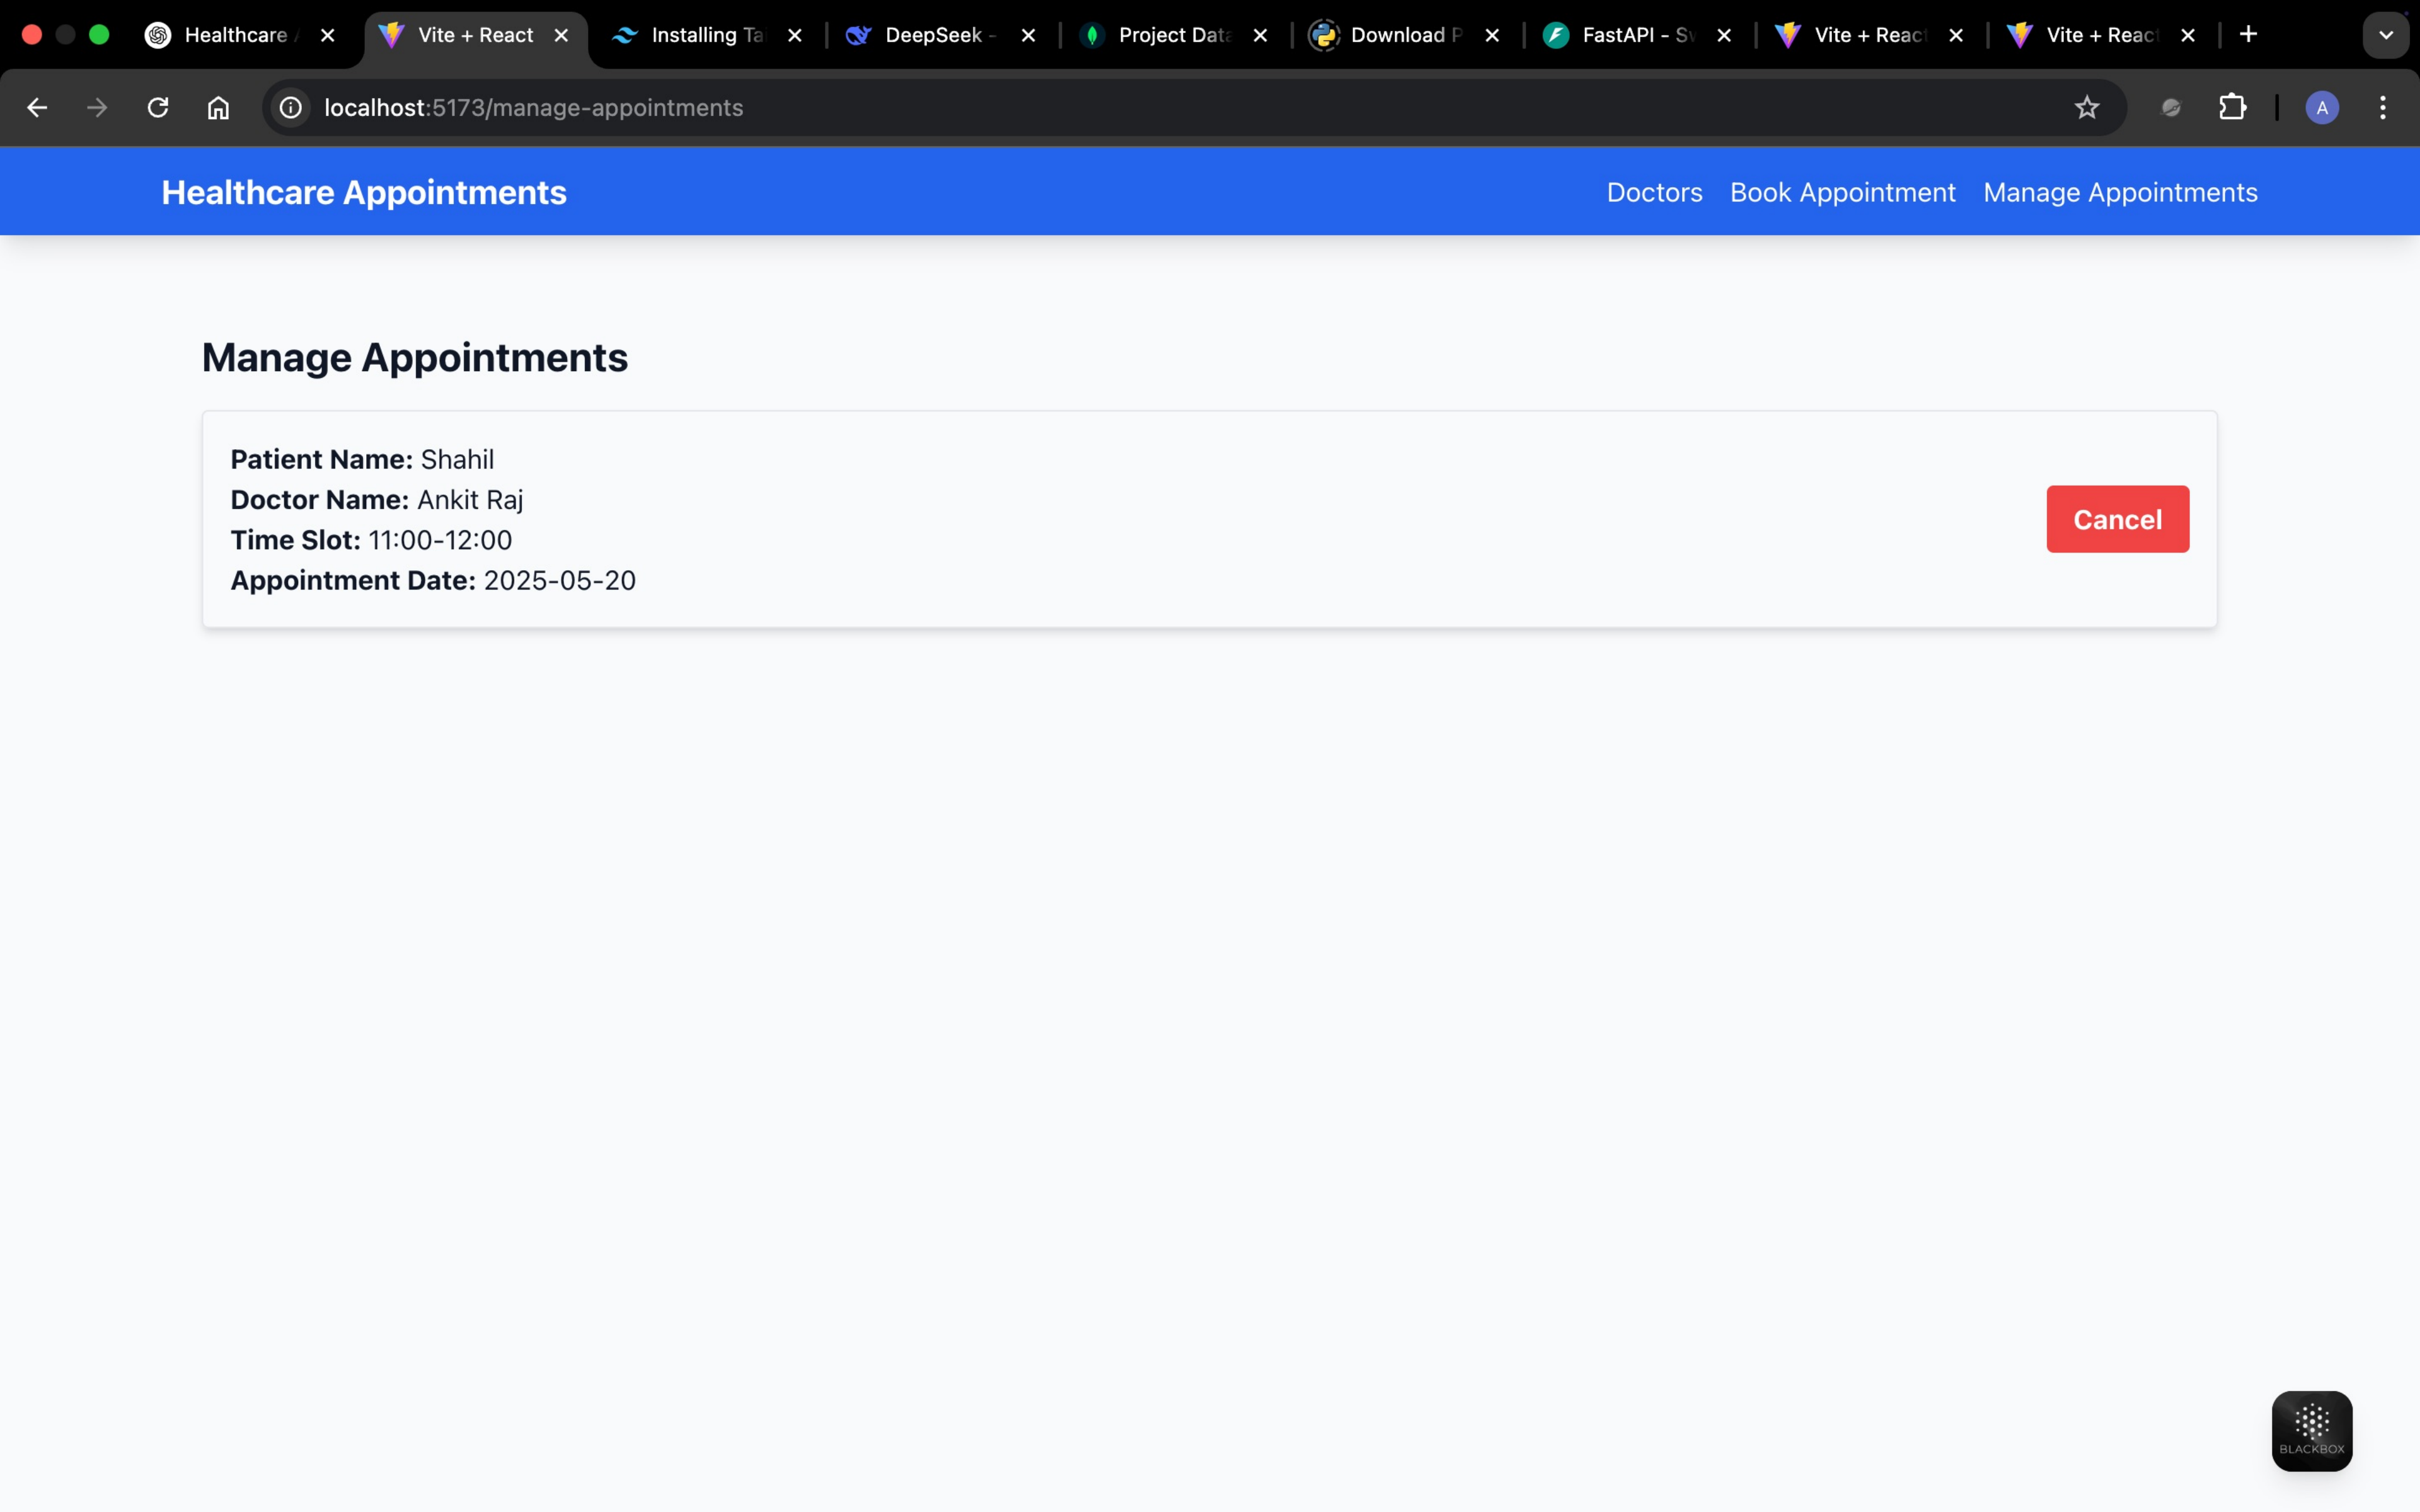 Healthcare A
Vite + React
Installing Ta
DeepSeek -
Project Data
Download P
FastAPI - Sw
Vite + React
Vite + React
localhost:5173/manage-appointments
A
Healthcare Appointments
Doctors
Book Appointment
Manage Appointments
Manage Appointments
Patient Name: Shahil
Doctor Name: Ankit Raj
Time Slot: 11:00-12:00
Appointment Date: 2025-05-20
Cancel
BLACKBOX